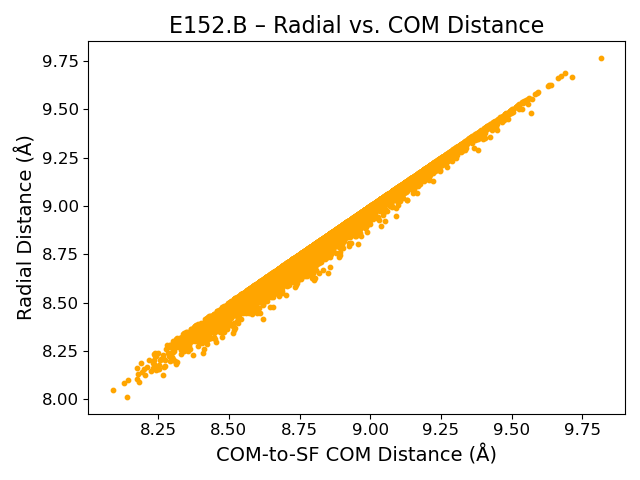 E152.B – Radial vs. COM Distance
Radial Distance (Å)
9.75
9.50
9.25
9.00
8.75
8.50
8.25
8.00
8.25 8.50 8.75 9.00 9.25 9.50 9.75
COM-to-SF COM Distance (Å)